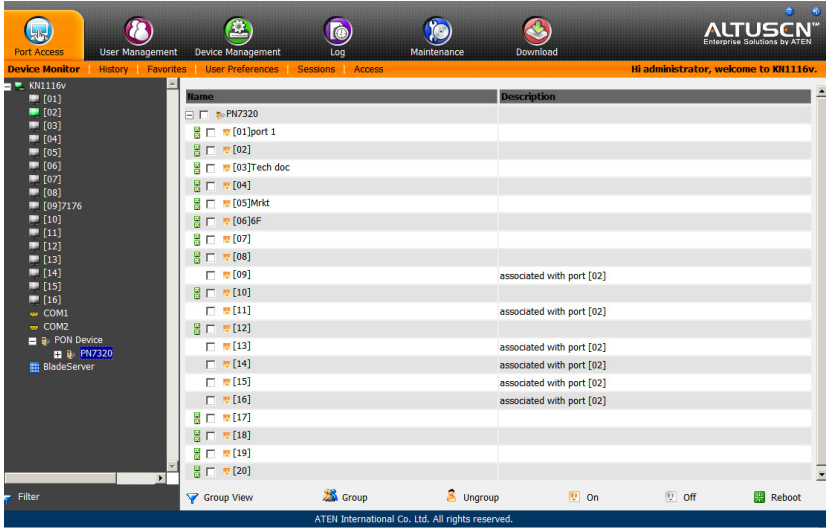 ALTUSEN™
Enterprise Solutions by ATEN
Port Access User Management Device Management Log Maintenance Download
Device Monitor History Favorites User Preferences Sessions Access Hi administrator, welcome to KN1116v.
KN1116v
[01]
[02]
[03]
[04]
[05]
[06]
[07]
[08]
[09]7176
[10]
[11]
[12]
[13]
[14]
[15]
[16]
COM1
COM2
PON Device
PN7320
BladeServer
Filter
Name Description
PN7320
[01]port 1
[02]
[03]Tech doc
[04]
[05]Mrkt
[06]6F
[07]
[08]
[09] associated with port [02]
[10]
[11] associated with port [02]
[12]
[13] associated with port [02]
[14] associated with port [02]
[15] associated with port [02]
[16] associated with port [02]
[17]
[18]
[19]
[20]
Group View Group Ungroup On Off Reboot
ATEN International Co. Ltd. All rights reserved.